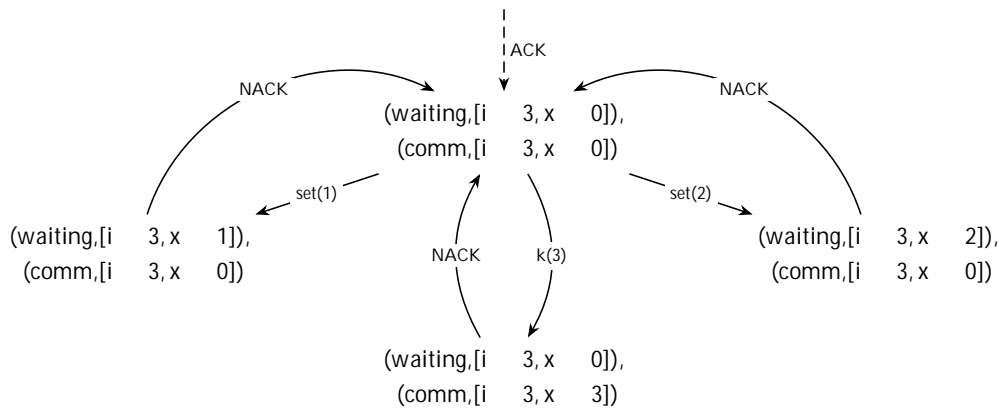 ACK
NACK
NACK
(waiting,[i 3, x 0]),
(comm,[i 3, x 0])
set(1)
set(2)
(waiting,[i 3, x 1]),
(comm,[i 3, x 0])
NACK
k(3)
(waiting,[i 3, x 2]),
(comm,[i 3, x 0])
(waiting,[i 3, x 0]),
(comm,[i 3, x 3])